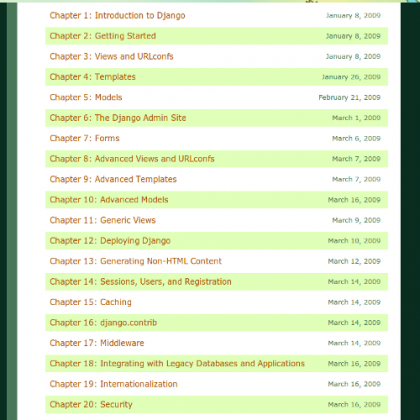 Chapter 1: Introduction to Django January 8, 2009
Chapter 2: Getting Started January 8, 2009
Chapter 3: Views and URLconfs January 8, 2009
Chapter 4: Templates January 26, 2009
Chapter 5: Models February 21, 2009
Chapter 6: The Django Admin Site March 1, 2009
Chapter 7: Forms March 6, 2009
Chapter 8: Advanced Views and URLconfs March 7, 2009
Chapter 9: Advanced Templates March 7, 2009
Chapter 10: Advanced Models March 16, 2009
Chapter 11: Generic Views March 9, 2009
Chapter 12: Deploying Django March 10, 2009
Chapter 13: Generating Non-HTML Content March 12, 2009
Chapter 14: Sessions, Users, and Registration March 14, 2009
Chapter 15: Caching March 14, 2009
Chapter 16: django.contrib March 14, 2009
Chapter 17: Middleware March 14, 2009
Chapter 18: Integrating with Legacy Databases and Applications March 16, 2009
Chapter 19: Internationalization March 16, 2009
Chapter 20: Security March 16, 2009